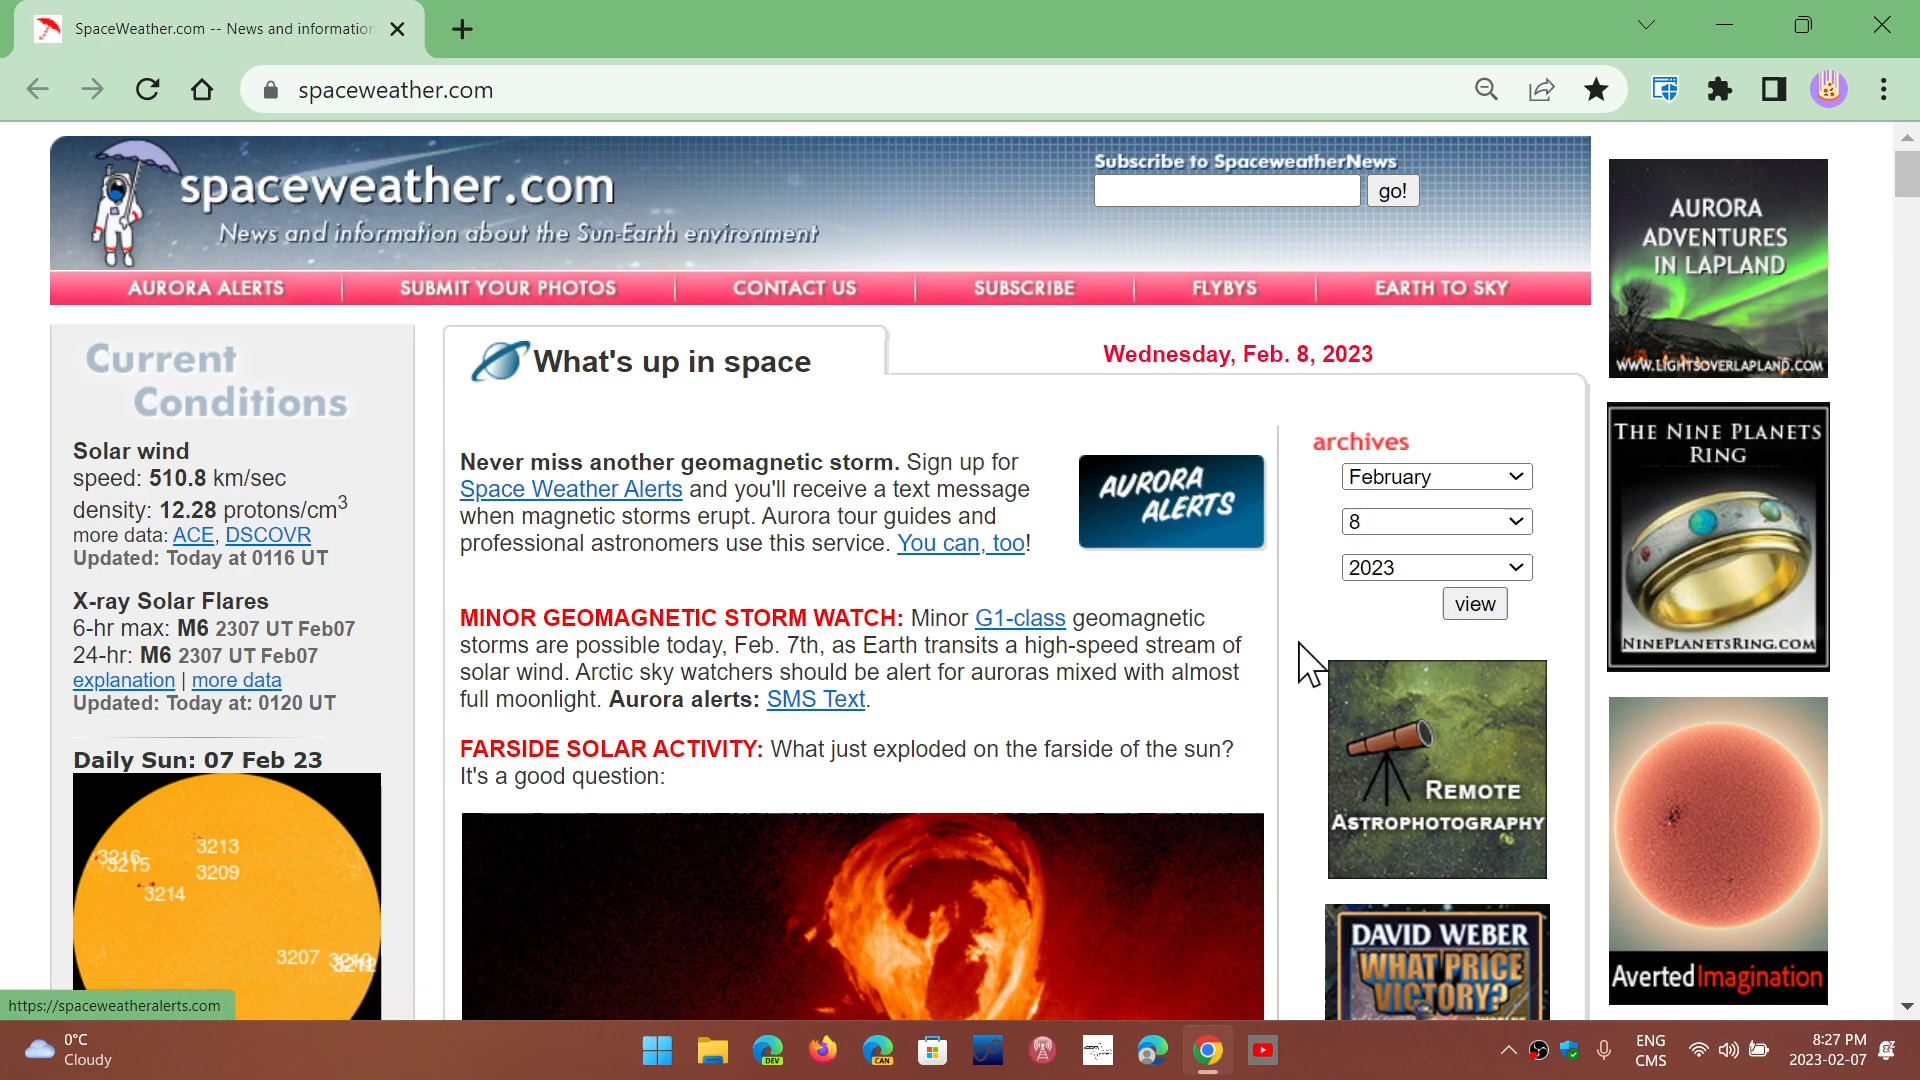 SpaceWeather.com -- News and information
spaceweather.com
spaceweather.com
News and information about the Sun-Earth environment
Subscribe to SpaceweatherNews
go!
AURORA ALERTS
SUBMIT YOUR PHOTOS
CONTACT US
SUBSCRIBE
FLYBYS
EARTH TO SKY
Current
Conditions
Solar wind
speed: 510.8 km/sec
density: 12.28 protons/cm3
more data: ACE, DSCOVR
Updated: Today at 0116 UT
X-ray Solar Flares
6-hr max: M6 2307 UT Feb07
24-hr: M6 2307 UT Feb07
explanation | more data
Updated: Today at: 0120 UT
Daily Sun: 07 Feb 23
3213
3216
3215
3209
3214
3207
3212
https://spaceweatheralerts.com
What's up in space
Wednesday, Feb. 8, 2023
Never miss another geomagnetic storm. Sign up for
Space Weather Alerts and you'll receive a text message
when magnetic storms erupt. Aurora tour guides and
professional astronomers use this service. You can, too!
AURORA
ALERTS
MINOR GEOMAGNETIC STORM WATCH: Minor G1-class geomagnetic
storms are possible today, Feb. 7th, as Earth transits a high-speed stream of
solar wind. Arctic sky watchers should be alert for auroras mixed with almost
full moonlight. Aurora alerts: SMS Text.
FARSIDE SOLAR ACTIVITY: What just exploded on the farside of the sun?
It's a good question:
archives
February
8
2023
view
REMOTE
ASTROPHOTOGRAPHY
DAVID WEBER
WHAT PRICE
VICTORY?
AURORA
ADVENTURES
IN LAPLAND
WWW.LIGHTSOVERLAPLAND.COM
THE NINE PLANETS
RING
NINEPLANETSRING.COM
AvertedImagination
0°C
Cloudy
DEV
CAN
ENG
CMS
8:27 PM
2023-02-07